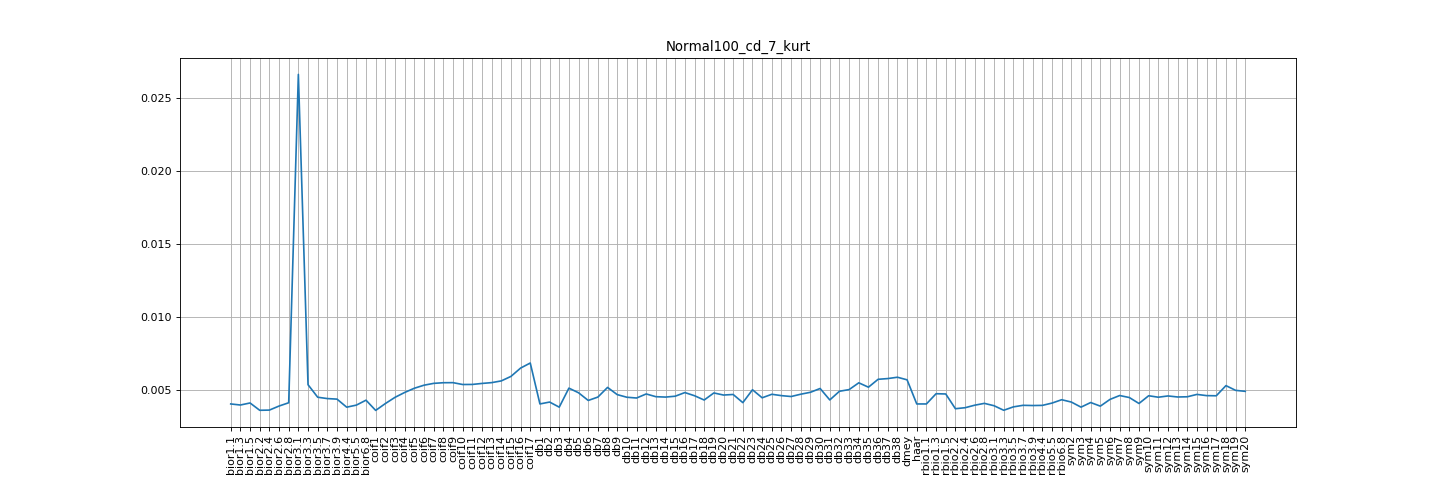 Normal100_cd_7_kurt
0.025
0.020
0.015
0.010
0.005
bior1.1
bior1.3
bior1.5
bior2.2
bior2.4
bior2.6
bior2.8
bior3.1
bior3.3
bior3.5
bior3.7
bior3.9
bior4.4
bior5.5
bior6.8
coif1
coif2
coif3
coif4
coif5
coif6
coif7
coif8
coif9
coif10
coif11
coif12
coif13
coif14
coif15
coif16
coif17
db1
db2
db3
db4
db5
db6
db7
db8
db9
db10
db11
db12
db13
db14
db15
db16
db17
db18
db19
db20
db21
db22
db23
db24
db25
db26
db27
db28
db29
db30
db31
db32
db33
db34
db35
db36
db37
db38
dmey
haar
rbio1.1
rbio1.3
rbio1.5
rbio2.2
rbio2.4
rbio2.6
rbio2.8
rbio3.1
rbio3.3
rbio3.5
rbio3.7
rbio3.9
rbio4.4
rbio5.5
rbio6.8
sym2
sym3
sym4
sym5
sym6
sym7
sym8
sym9
sym10
sym11
sym12
sym13
sym14
sym15
sym16
sym17
sym18
sym19
sym20